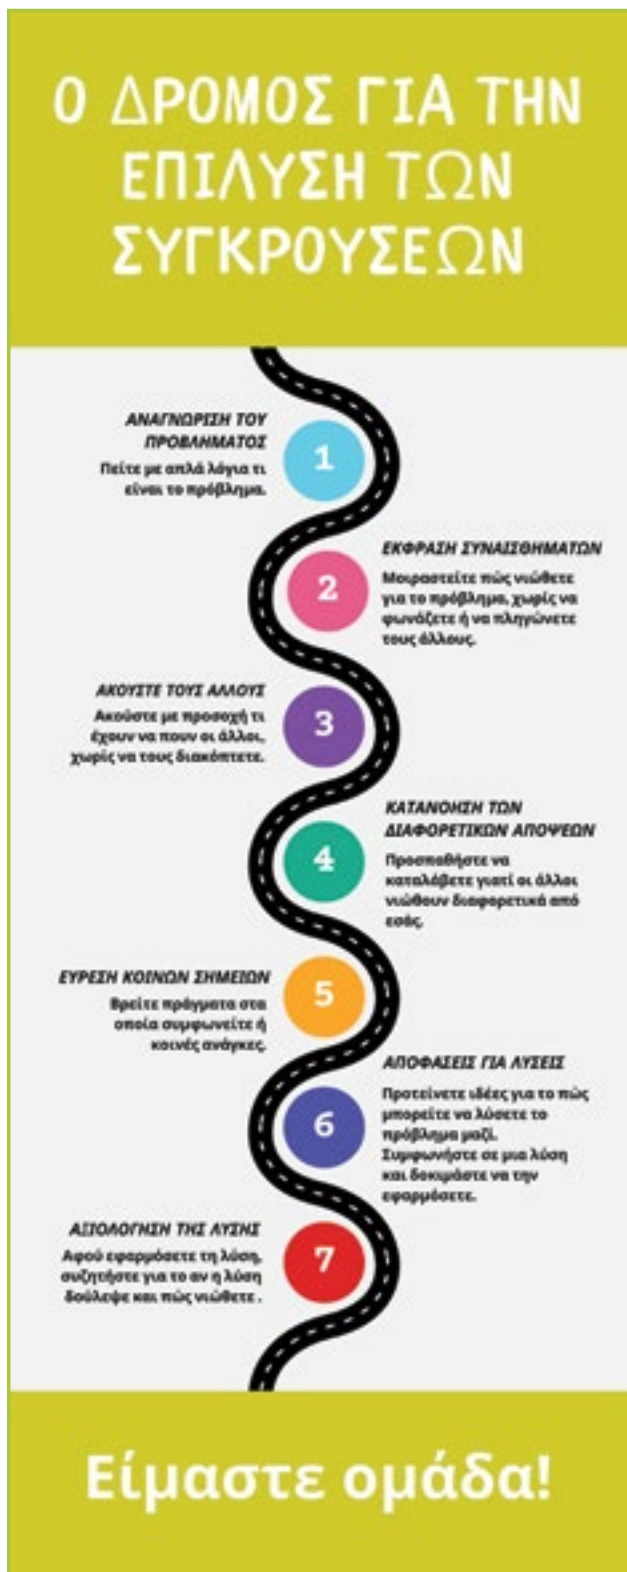 Ο ΔΡΟΜΟΣ ΓΙΑ ΤΗΝ
ΕΠΙΛΥΣΗ ΤΩΝ
ΣΥΓΚΡΟΥΣΕΩΝ
ΑΝΑΓΝΩΡΙΣΗ ΤΟΥ
ΠΡΟΒΛΗΜΑΤΟΣ
Πείτε με απλά λόγια τι
είναι το πρόβλημα.
1
ΕΚΦΡΑΣΗ ΣΥΝΑΙΣΘΗΜΑΤΩΝ
2
Μοιραστείτε πώς νιώθετε
για το πρόβλημα, χωρίς να
φωνάζετε ή να πληγώνετε
τους άλλους.
ΑΚΟΥΣΤΕ ΤΟΥΣ ΑΛΛΟΥΣ
Ακούστε με προσοχή τι
έχουν να πουν οι άλλοι,
χωρίς να τους διακόπτετε.
3
ΚΑΤΑΝΟΗΣΗ ΤΩΝ
ΔΙΑΦΟΡΕΤΙΚΩΝ ΑΠΟΨΕΩΝ
4
Προσπαθήστε να
καταλάβετε γιατί οι άλλοι
νιώθουν διαφορετικά από
εσάς.
ΕΥΡΕΣΗ ΚΟΙΝΩΝ ΣΗΜΕΙΩΝ
Βρείτε πράγματα στα
οποία συμφωνείτε ή
κοινές ανάγκες.
5
ΑΠΟΦΑΣΕΙΣ ΓΙΑ ΛΥΣΕΙΣ
6
Προτείνετε ιδέες για το πώς
μπορείτε να λύσετε το
πρόβλημα μαζί.
Συμφωνήστε σε μια λύση
και δοκιμάστε να την
εφαρμόσετε.
ΑΞΙΟΛΟΓΗΣΗ ΤΗΣ ΛΥΣΗΣ
Αφού εφαρμόσετε τη λύση,
συζητήστε για το αν η λύση
δούλεψε και πώς νιώθετε .
7
Είμαστε ομάδα!